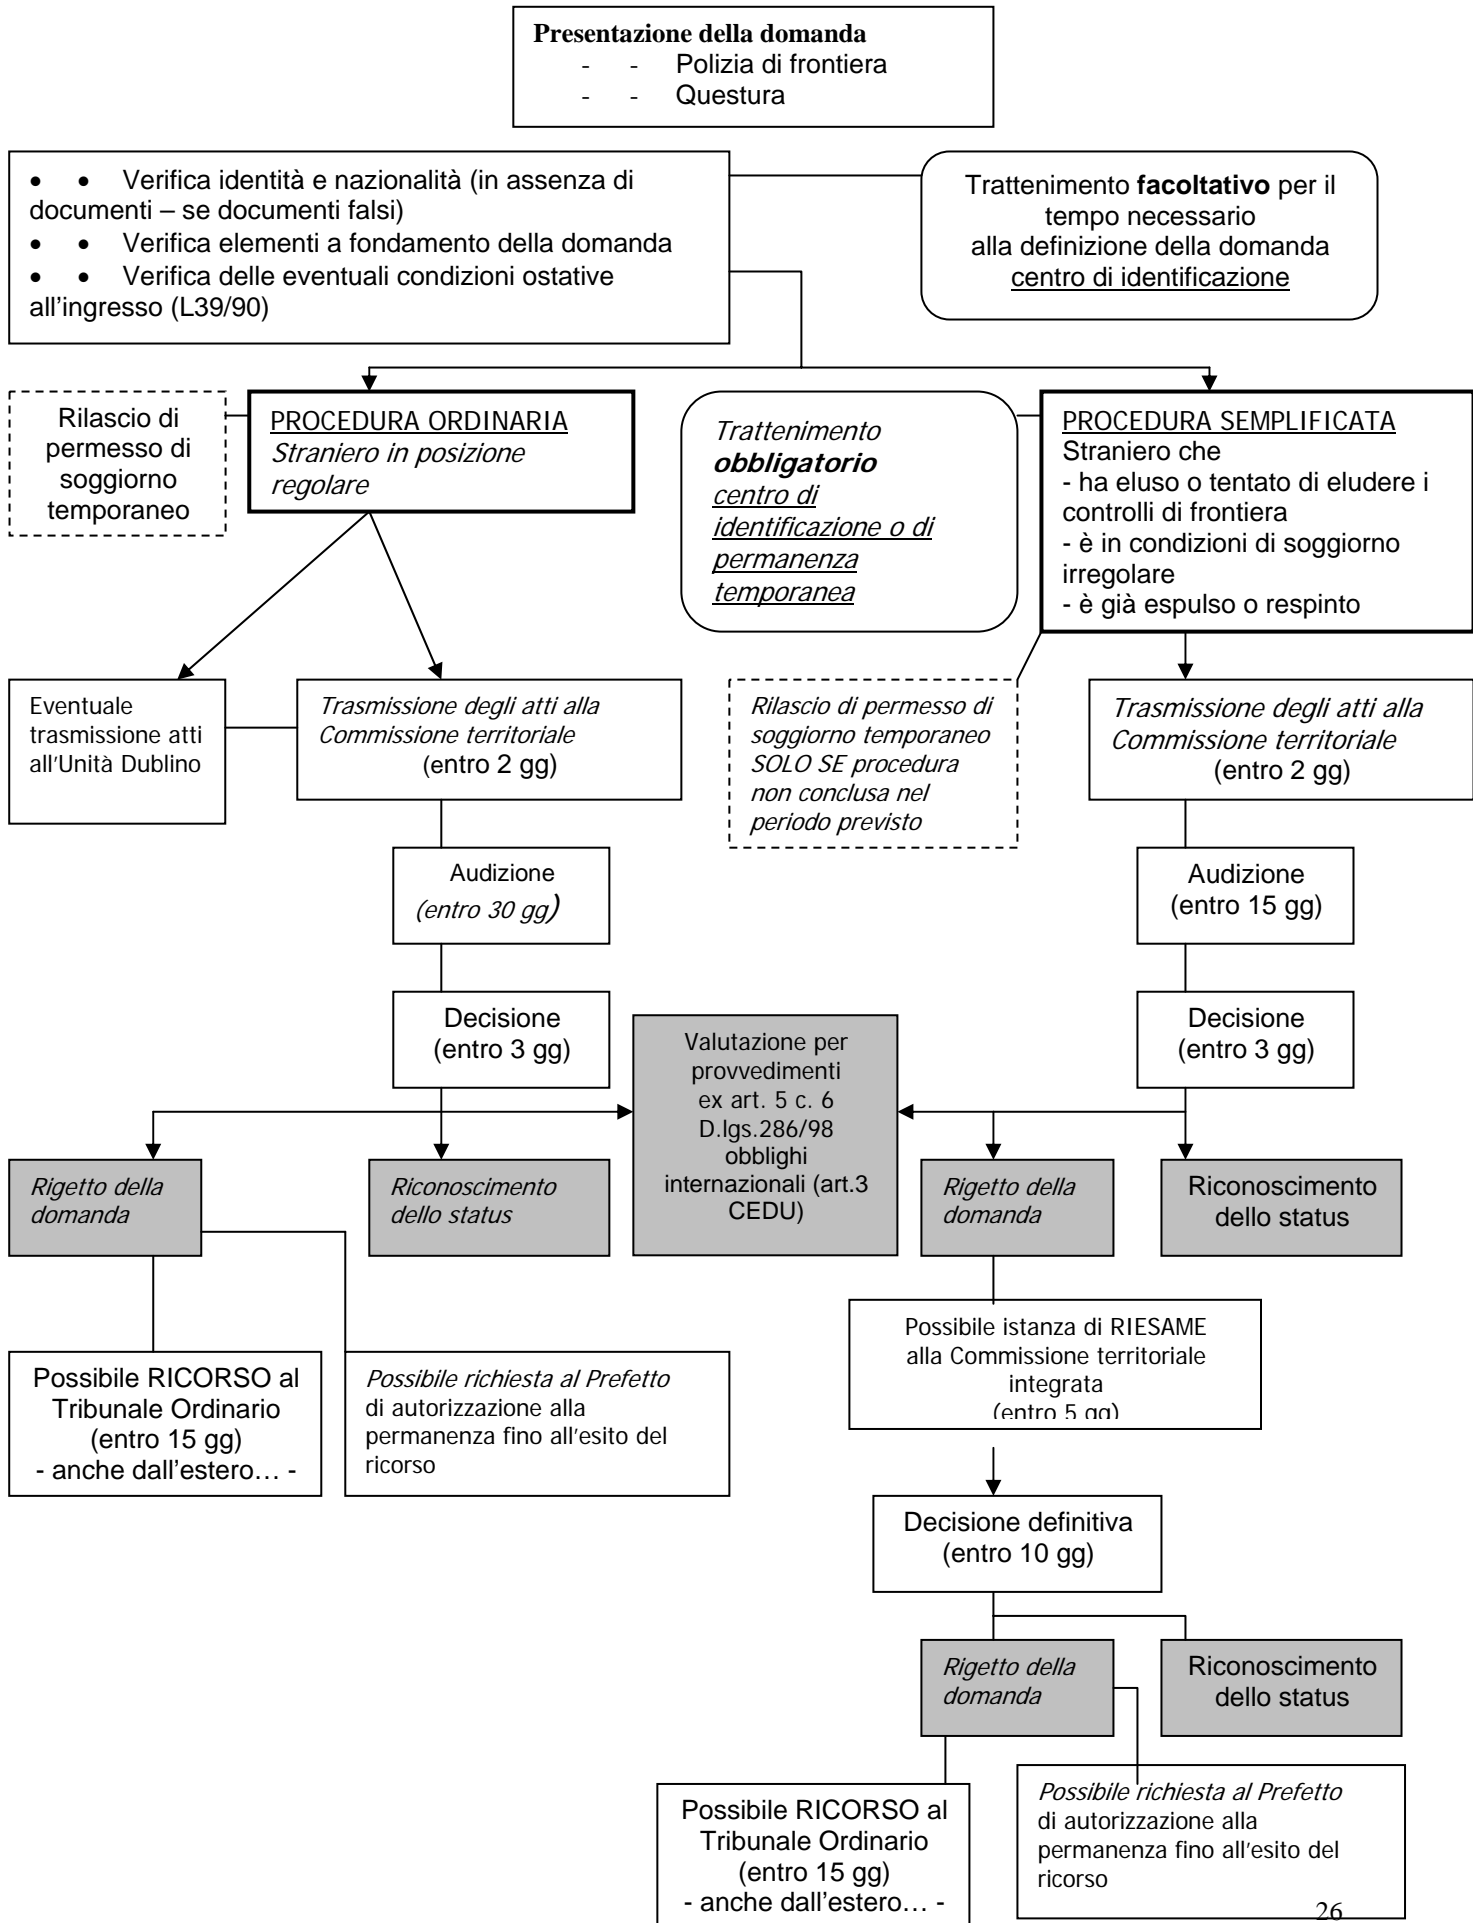 Presentazione della domanda
- - Polizia di frontiera
- - Questura
• • Verifica identità e nazionalità (in assenza di
documenti – se documenti falsi)
• • Verifica elementi a fondamento della domanda
• • Verifica delle eventuali condizioni ostative
all'ingresso (L39/90)
Trattenimento facoltativo per il
tempo necessario
alla definizione della domanda
centro di identificazione
Rilascio di
permesso di
soggiorno
temporaneo
PROCEDURA ORDINARIA
Straniero in posizione
regolare
Trattenimento
obbligatorio
centro di
identificazione o di
permanenza
temporanea
PROCEDURA SEMPLIFICATA
Straniero che
- ha eluso o tentato di eludere i
controlli di frontiera
- è in condizioni di soggiorno
irregolare
- è già espulso o respinto
Eventuale
trasmissione atti
all'Unità Dublino
Trasmissione degli atti alla
Commissione territoriale
(entro 2 gg)
Rilascio di permesso di
soggiorno temporaneo
SOLO SE procedura
non conclusa nel
periodo previsto
Trasmissione degli atti alla
Commissione territoriale
(entro 2 gg)
Audizione
(entro 30 gg)
Audizione
(entro 15 gg)
Decisione
(entro 3 gg)
Valutazione per
provvedimenti
ex art. 5 c. 6
D.lgs.286/98
obblighi
internazionali (art.3
CEDU)
Decisione
(entro 3 gg)
Rigetto della
domanda
Riconoscimento
dello status
Rigetto della
domanda
Riconoscimento
dello status
Possibile istanza di RIESAME
alla Commissione territoriale
integrata
(entro 5 gg)
Possibile RICORSO al
Tribunale Ordinario
(entro 15 gg)
- anche dall'estero… -
Possibile richiesta al Prefetto
di autorizzazione alla
permanenza fino all'esito del
ricorso
Decisione definitiva
(entro 10 gg)
Rigetto della
domanda
Riconoscimento
dello status
Possibile RICORSO al
Tribunale Ordinario
(entro 15 gg)
- anche dall'estero… -
Possibile richiesta al Prefetto
di autorizzazione alla
permanenza fino all'esito del
ricorso
26